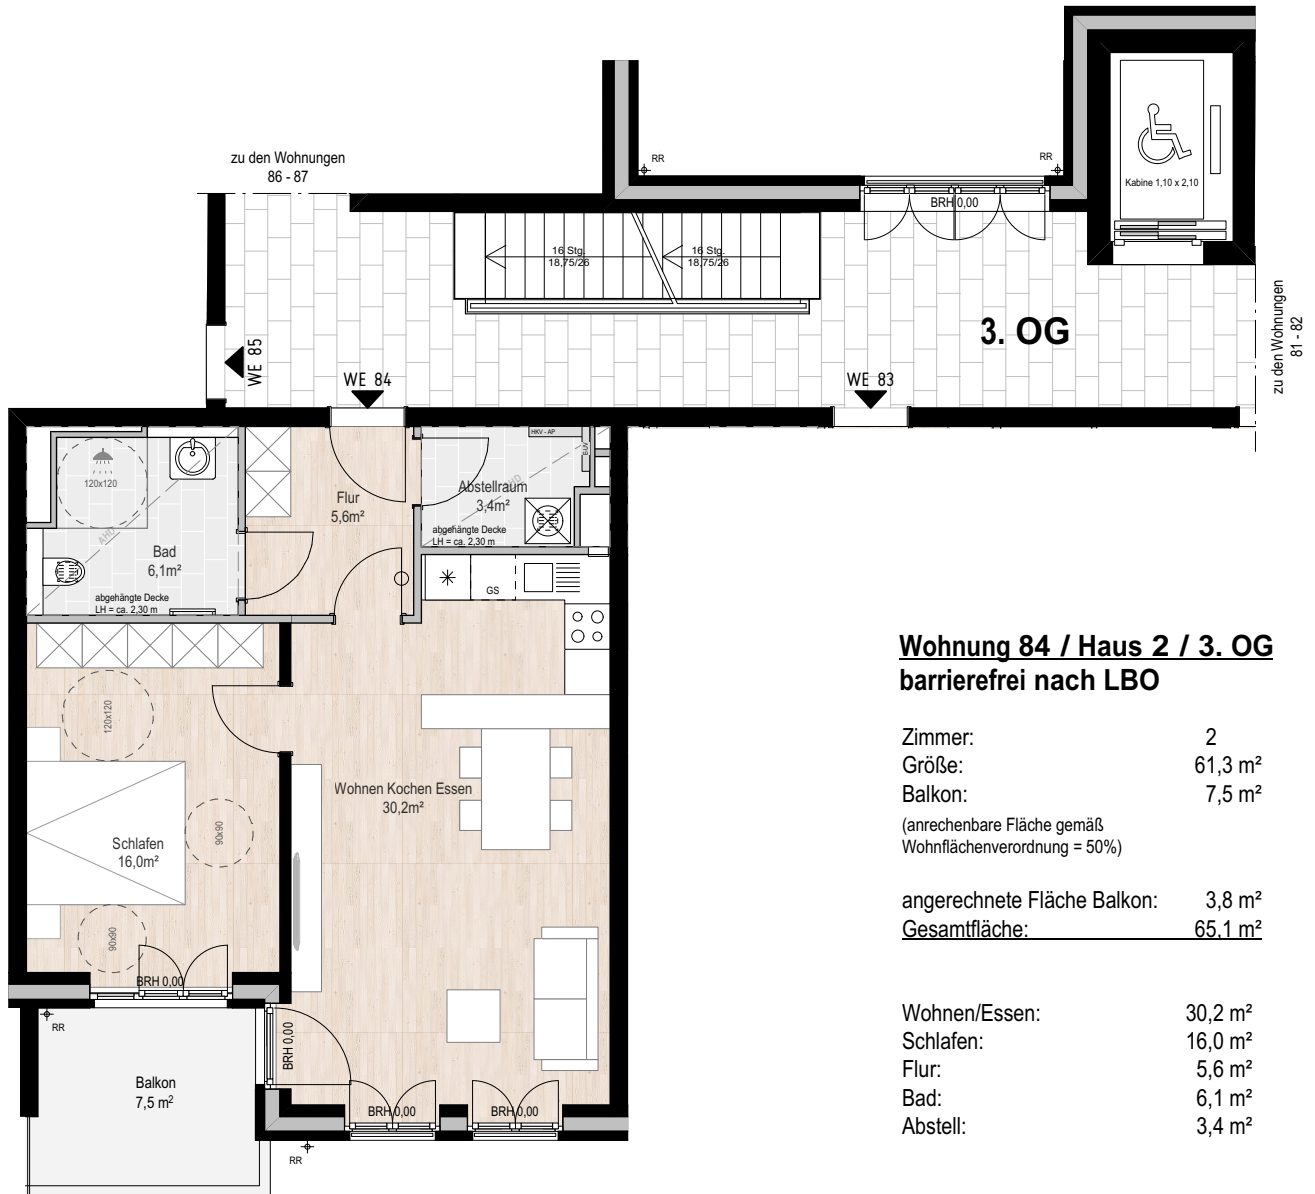 zu den Wohnungen
86 - 87
RR
RR
BRH 0,00
Kabine 1,10 x 2,10
16 Stg.
18,75/26
16 Stg.
18,75/26
3. OG
zu den Wohnungen
81 - 82
WE 85
WE 84
WE 83
120x120
AHD
Bad
6,1m²
abgehängte Decke
LH = ca. 2,30 m
Flur
5,6m²
HKV - AP
E-UV
AHD
Abstellraum
3,4m²
abgehängte Decke
LH = ca. 2,30 m
GS
120x120
90x90
90x90
Schlafen
16,0m²
Wohnen Kochen Essen
30,2m²
BRH 0,00
RR
BRH 0,00
Balkon
7,5 m²
BRH 0,00
BRH 0,00
RR
Wohnung 84 / Haus 2 / 3. OG
barrierefrei nach LBO
Zimmer: 2
Größe: 61,3 m²
Balkon: 7,5 m²
(anrechenbare Fläche gemäß
Wohnflächenverordnung = 50%)
angerechnete Fläche Balkon: 3,8 m²
Gesamtfläche: 65,1 m²
Wohnen/Essen: 30,2 m²
Schlafen: 16,0 m²
Flur: 5,6 m²
Bad: 6,1 m²
Abstell: 3,4 m²